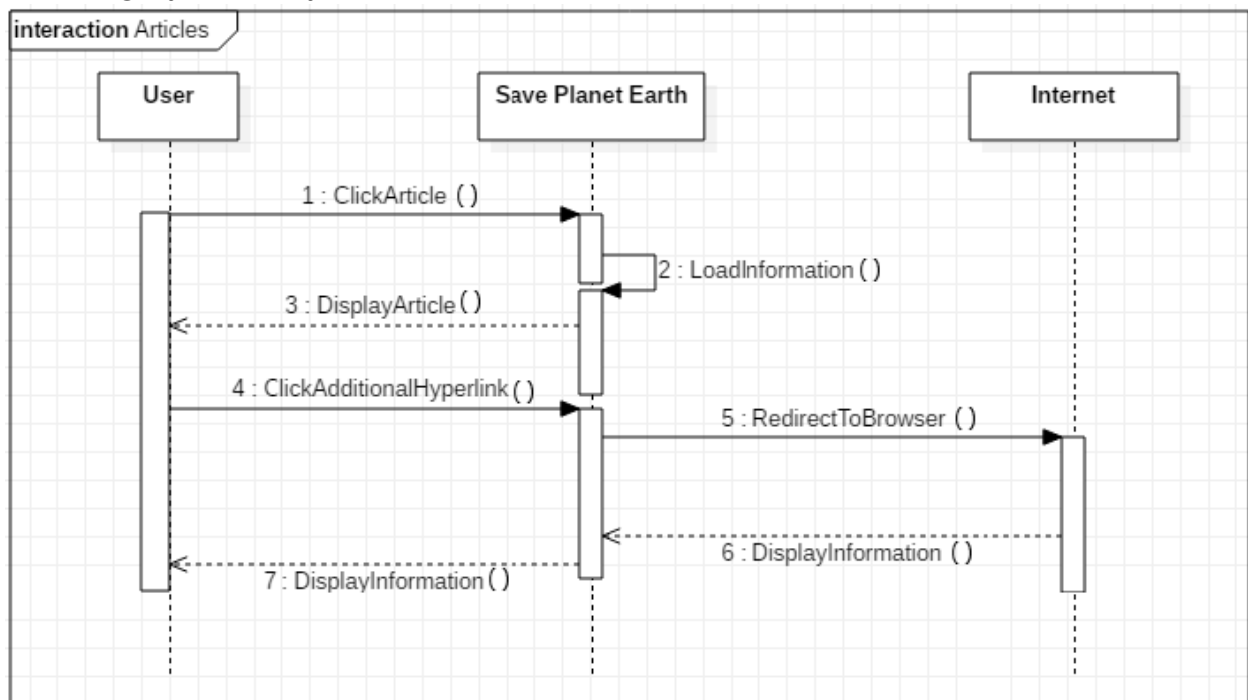 interaction Articles
User
Save Planet Earth
Internet
1 : ClickArticle ()
2 : LoadInformation ()
3 : DisplayArticle ()
4 : ClickAdditionalHyperlink ()
5 : RedirectToBrowser ()
6 : DisplayInformation ()
7 : DisplayInformation ()